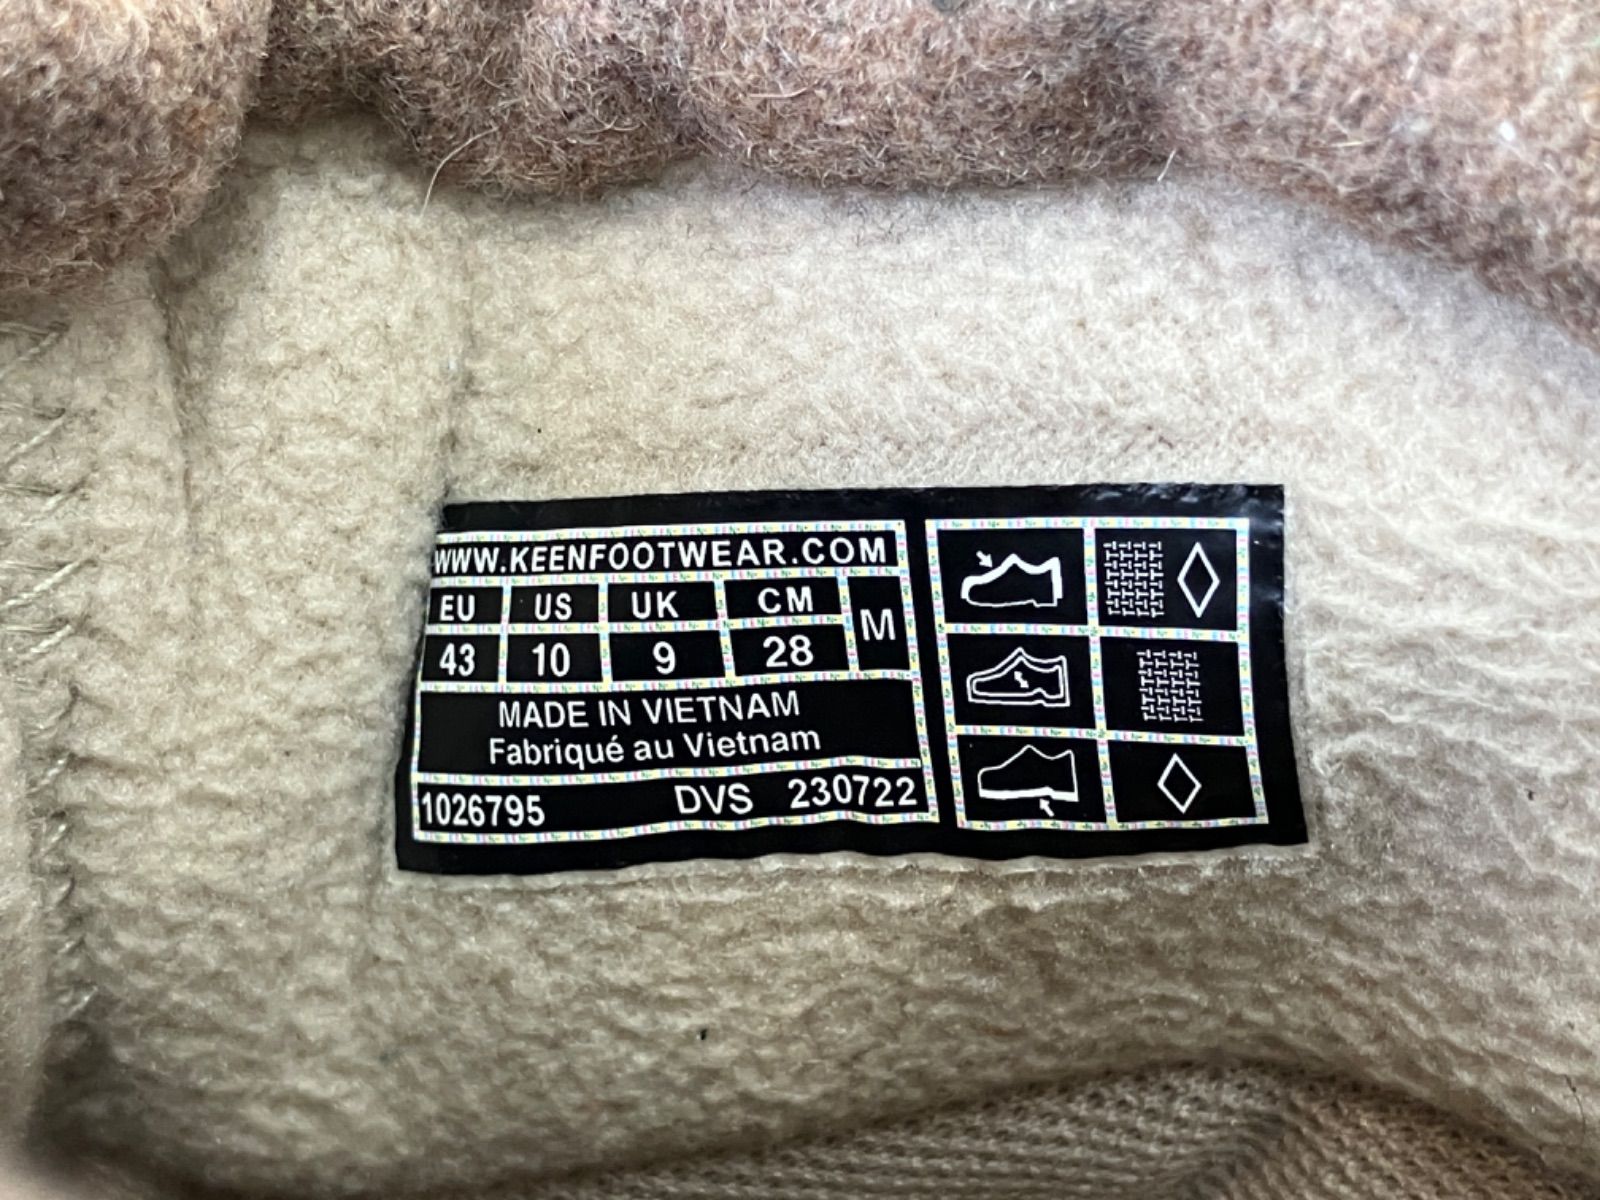 WWW.KEENFOOTWEAR.COM
EU US UK CM M
43 10 9 28
MADE IN VIETNAM
Fabriqué au Vietnam
1026795 DVS 230722